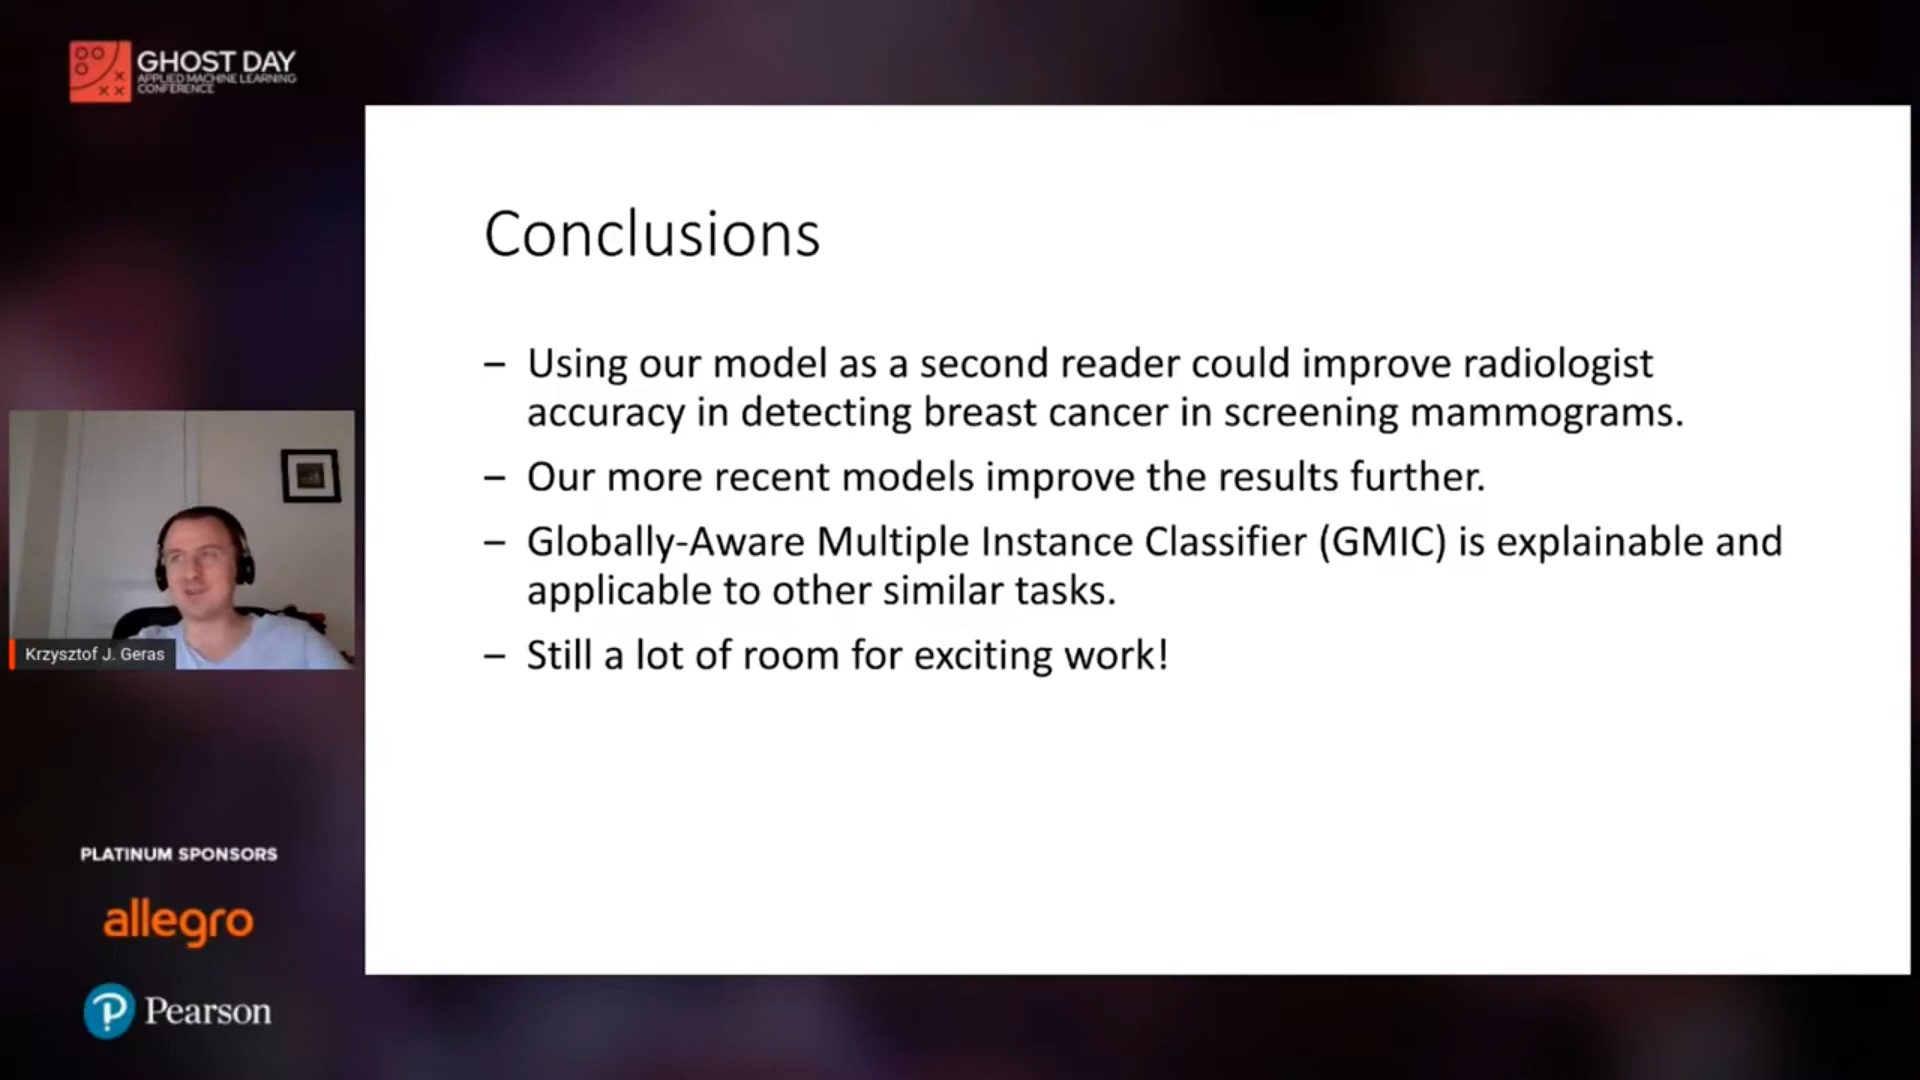 GHOST DAY
APPLIED MACHINE LEARNING
CONFERENCE
Conclusions
– Using our model as a second reader could improve radiologist
accuracy in detecting breast cancer in screening mammograms.
– Our more recent models improve the results further.
– Globally-Aware Multiple Instance Classifier (GMIC) is explainable and
applicable to other similar tasks.
– Still a lot of room for exciting work!
Krzysztof J. Geras
PLATINUM SPONSORS
allegro
Pearson